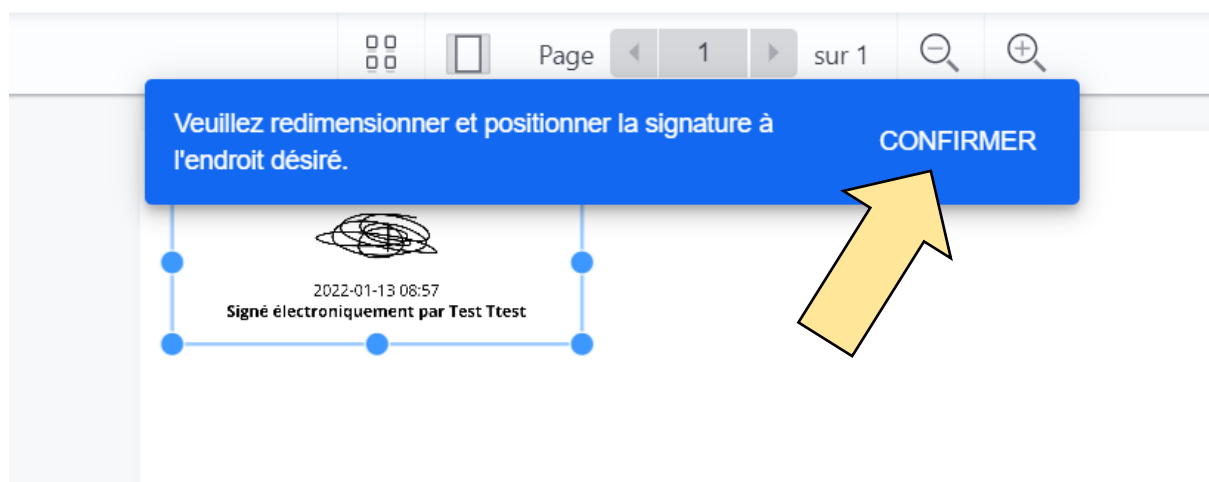 Page 1 sur 1
Veuillez redimensionner et positionner la signature à
l'endroit désiré.
CONFIRMER
2022-01-13 08:57
Signé électroniquement par Test Ttest